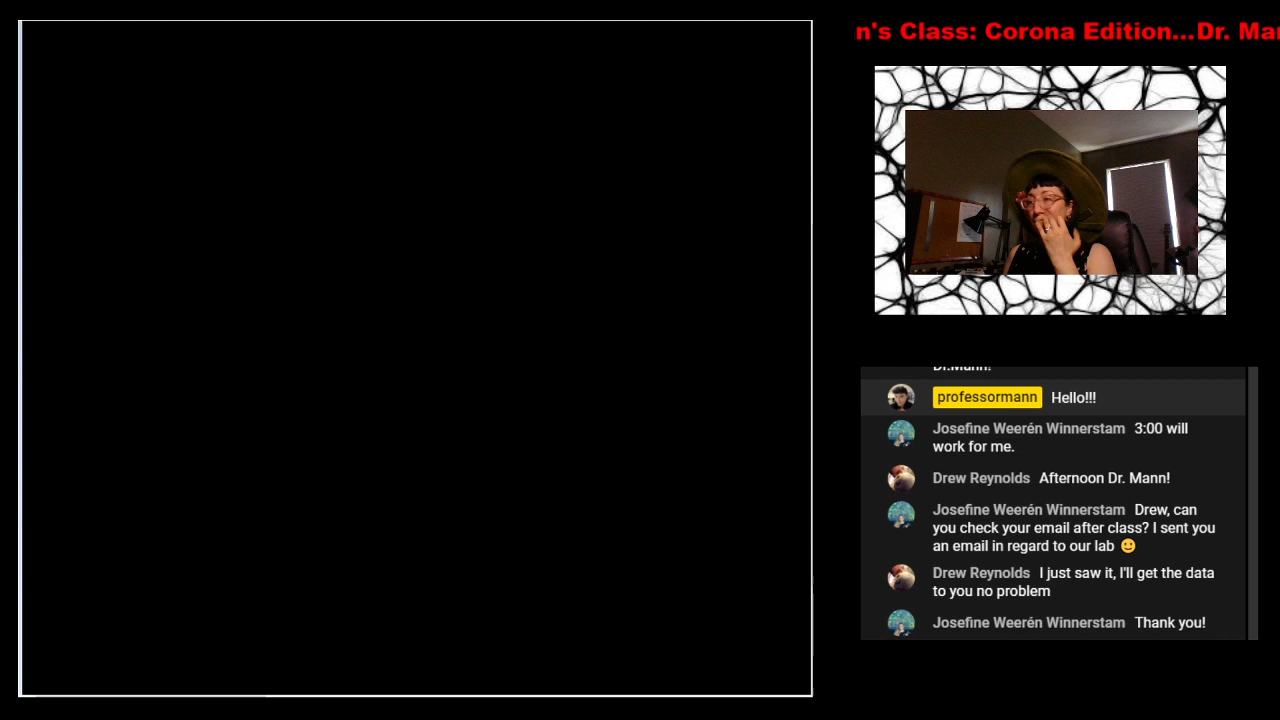 n's Class: Corona Edition...Dr. Ma
Dr.Mann!
professormann Hello!!!
Josefine Weerén Winnerstam 3:00 will
work for me.
Drew Reynolds Afternoon Dr. Mann!
Josefine Weerén Winnerstam Drew, can
you check your email after class? I sent you
an email in regard to our lab 🙂
Drew Reynolds I just saw it, I'll get the data
to you no problem
Josefine Weerén Winnerstam Thank you!